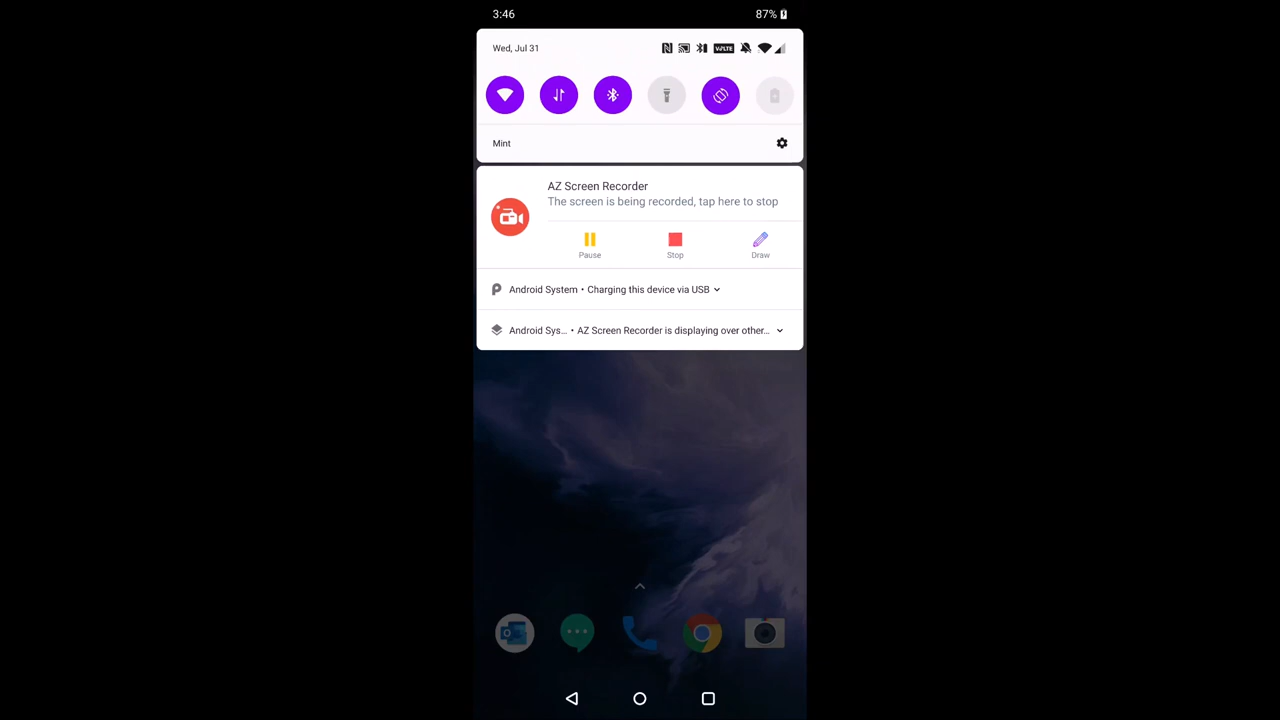 3:46
87%
Wed, Jul 31
VoLTE
Mint
AZ Screen Recorder
The screen is being recorded, tap here to stop
Pause
Stop
Draw
Android System • Charging this device via USB
Android Sys... • AZ Screen Recorder is displaying over other...